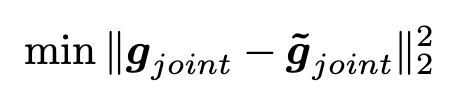 min ‖g_joint − g̃_joint‖₂²